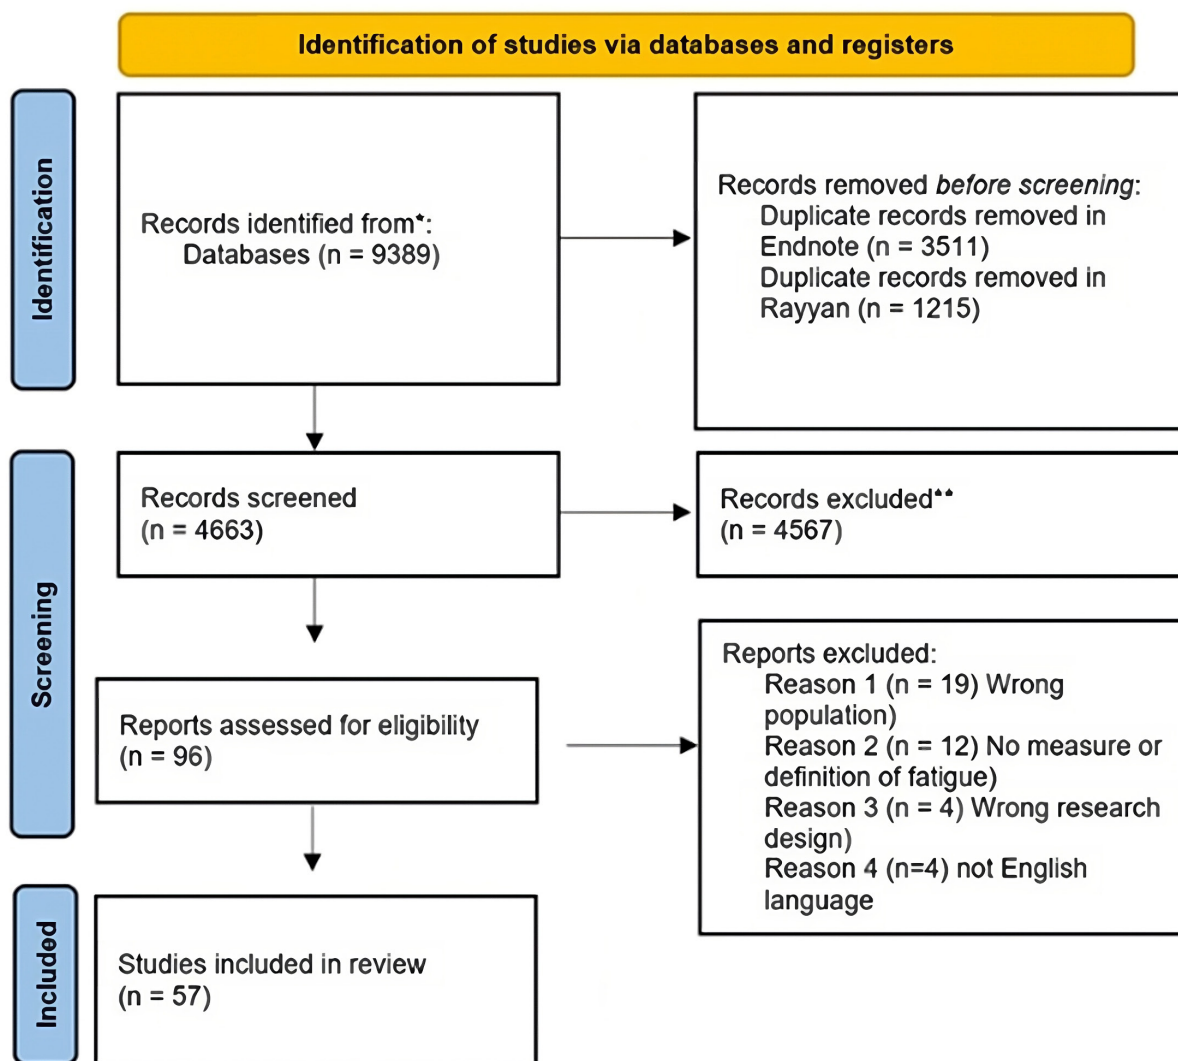 Identification of studies via databases and registers
Identification
Records identified from*:
Databases (n = 9389)
Records removed before screening:
Duplicate records removed in
Endnote (n = 3511)
Duplicate records removed in
Rayyan (n = 1215)
Screening
Records screened
(n = 4663)
Records excluded**
(n = 4567)
Reports assessed for eligibility
(n = 96)
Reports excluded:
Reason 1 (n = 19) Wrong
population)
Reason 2 (n = 12) No measure or
definition of fatigue)
Reason 3 (n = 4) Wrong research
design)
Reason 4 (n=4) not English
language
Included
Studies included in review
(n = 57)